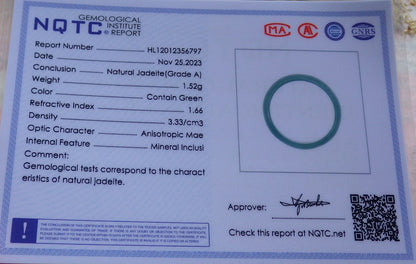 NQTC GEMOLOGICAL
INSTITUTE
REPORT
Report Number HL12012356797
Date Nov 25,2023
Conclusion Natural Jadeite(Grade A)
Weight 1.52g
Color Contain Green
Refractive Index 1.66
Density 3.33/cm3
Optic Character Anisotropic Mae
Internal Feature Mineral Inclusi
Comment:
Gemological tests correspond to the charact
eristics of natural jadeite.
MA
GNRS
Approver:
Check this report at NQTC.net